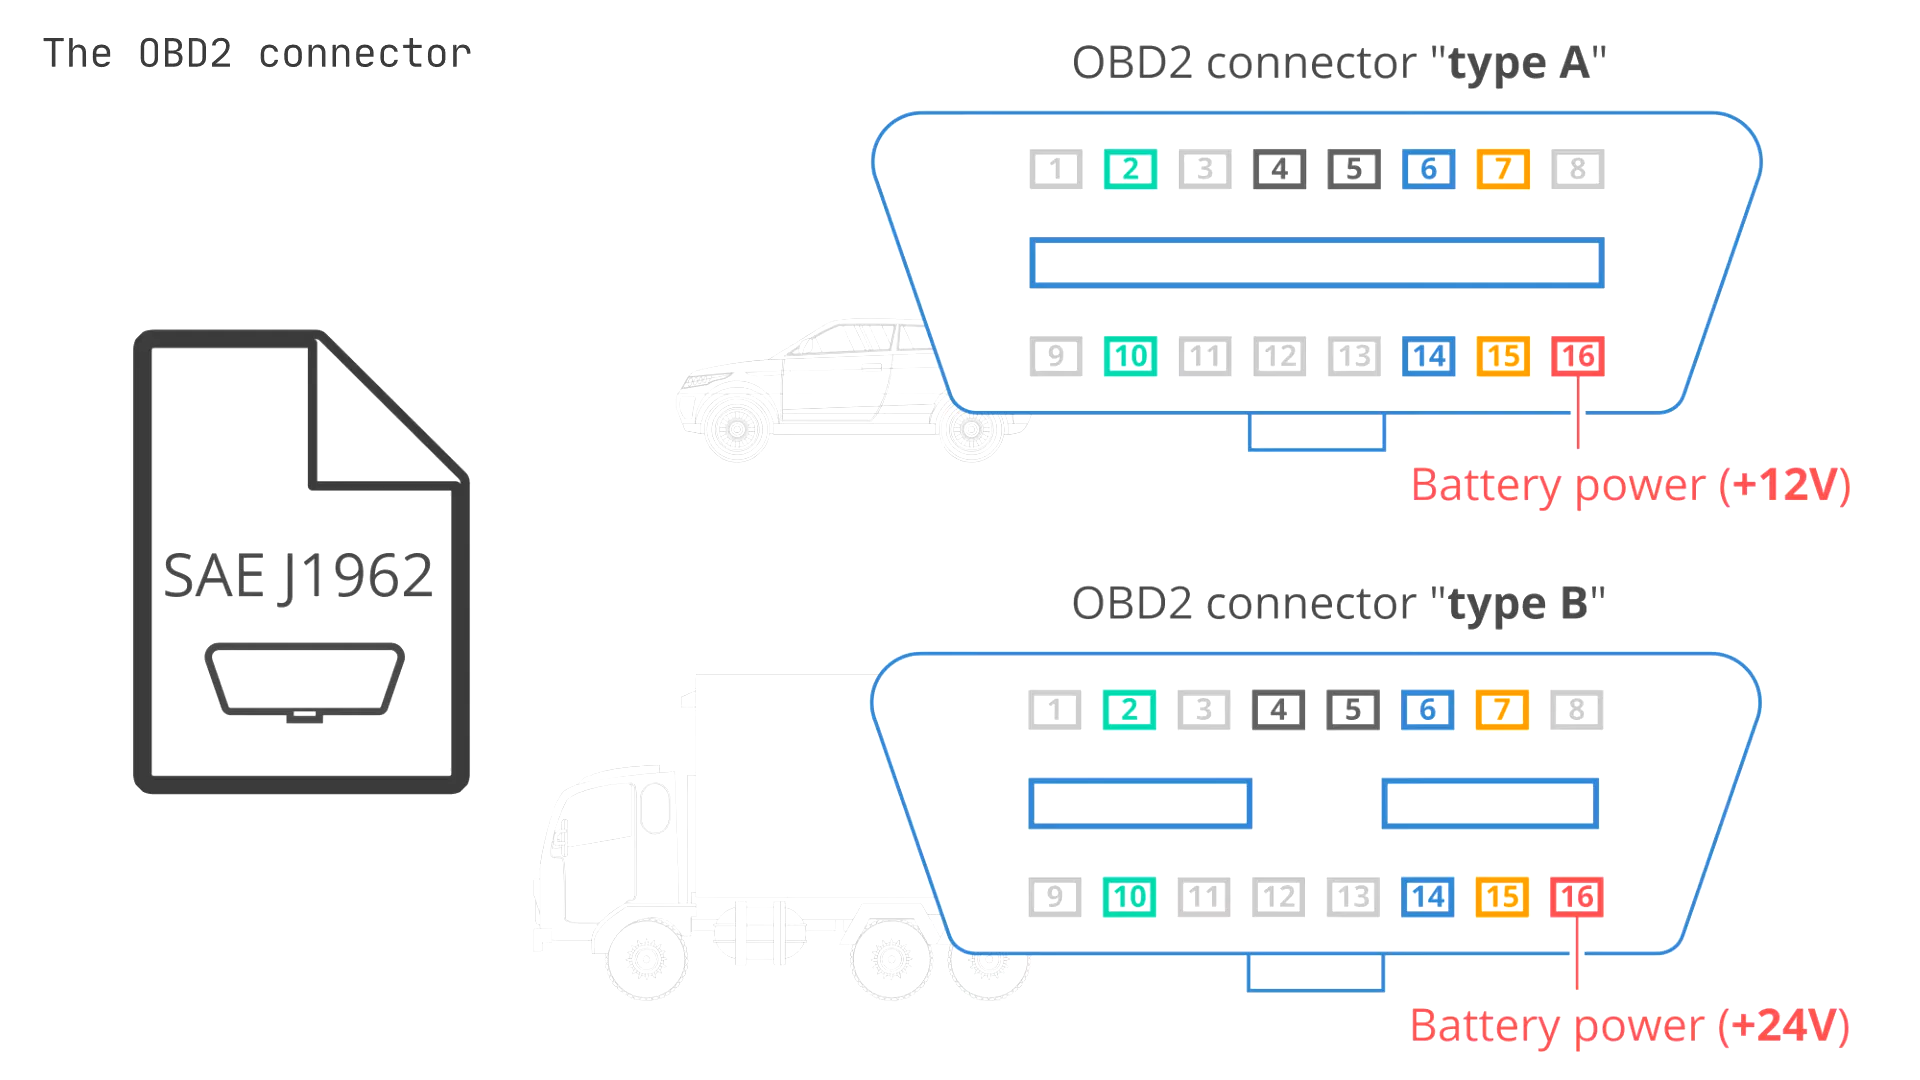 The OBD2 connector
OBD2 connector "type A"
1 2 3 4 5 6 7 8
9 10 11 12 13 14 15 16
Battery power (+12V)
SAE J1962
OBD2 connector "type B"
1 2 3 4 5 6 7 8
9 10 11 12 13 14 15 16
Battery power (+24V)